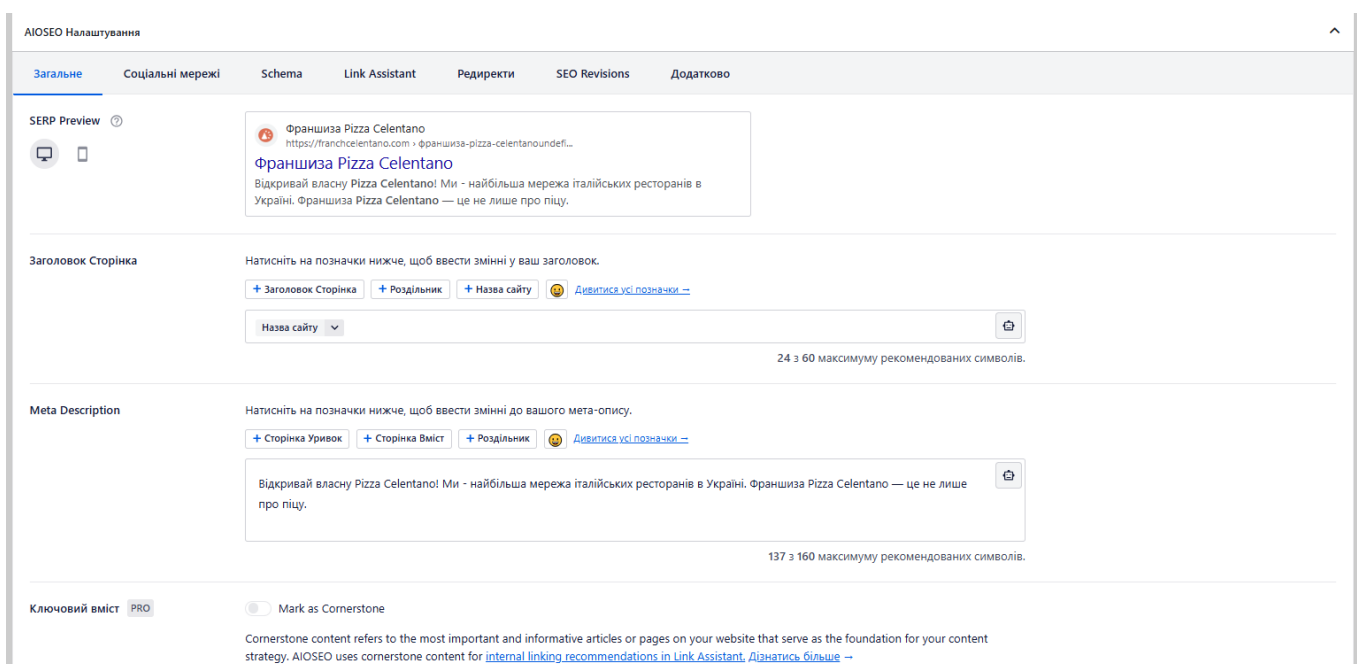 AIOSEO Налаштування
Загальне Соціальні мережі Schema Link Assistant Редиректи SEO Revisions Додатково
SERP Preview
Франшиза Pizza Celentano
https://franchcelentano.com › франшиза-pizza-celentanoundefi...
Франшиза Pizza Celentano
Відкривай власну Pizza Celentano! Ми - найбільша мережа італійських ресторанів в
Україні. Франшиза Pizza Celentano — це не лише про піцу.
Заголовок Сторінка
Натисніть на позначки нижче, щоб ввести змінні у ваш заголовок.
+ Заголовок Сторінка + Роздільник + Назва сайту Дивитися усі позначки →
Назва сайту
24 з 60 максимуму рекомендованих символів.
Meta Description
Натисніть на позначки нижче, щоб ввести змінні до вашого мета-опису.
+ Сторінка Уривок + Сторінка Вміст + Роздільник Дивитися усі позначки →
Відкривай власну Pizza Celentano! Ми - найбільша мережа італійських ресторанів в Україні. Франшиза Pizza Celentano — це не лише
про піцу.
137 з 160 максимуму рекомендованих символів.
Ключовий вміст PRO
Mark as Cornerstone
Cornerstone content refers to the most important and informative articles or pages on your website that serve as the foundation for your content
strategy. AIOSEO uses cornerstone content for internal linking recommendations in Link Assistant. Дізнатись більше →